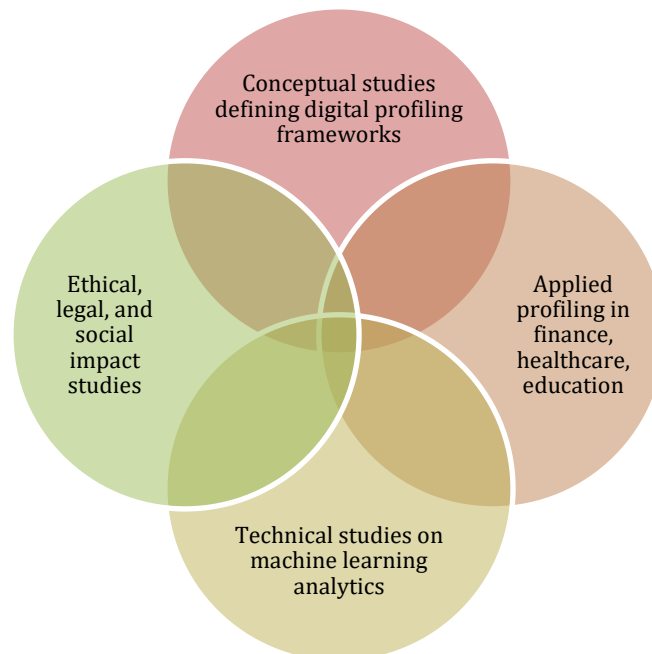 Conceptual studies
defining digital profiling
frameworks
Ethical,
legal, and
social
impact
studies
Applied
profiling in
finance,
healthcare,
education
Technical studies on
machine learning
analytics